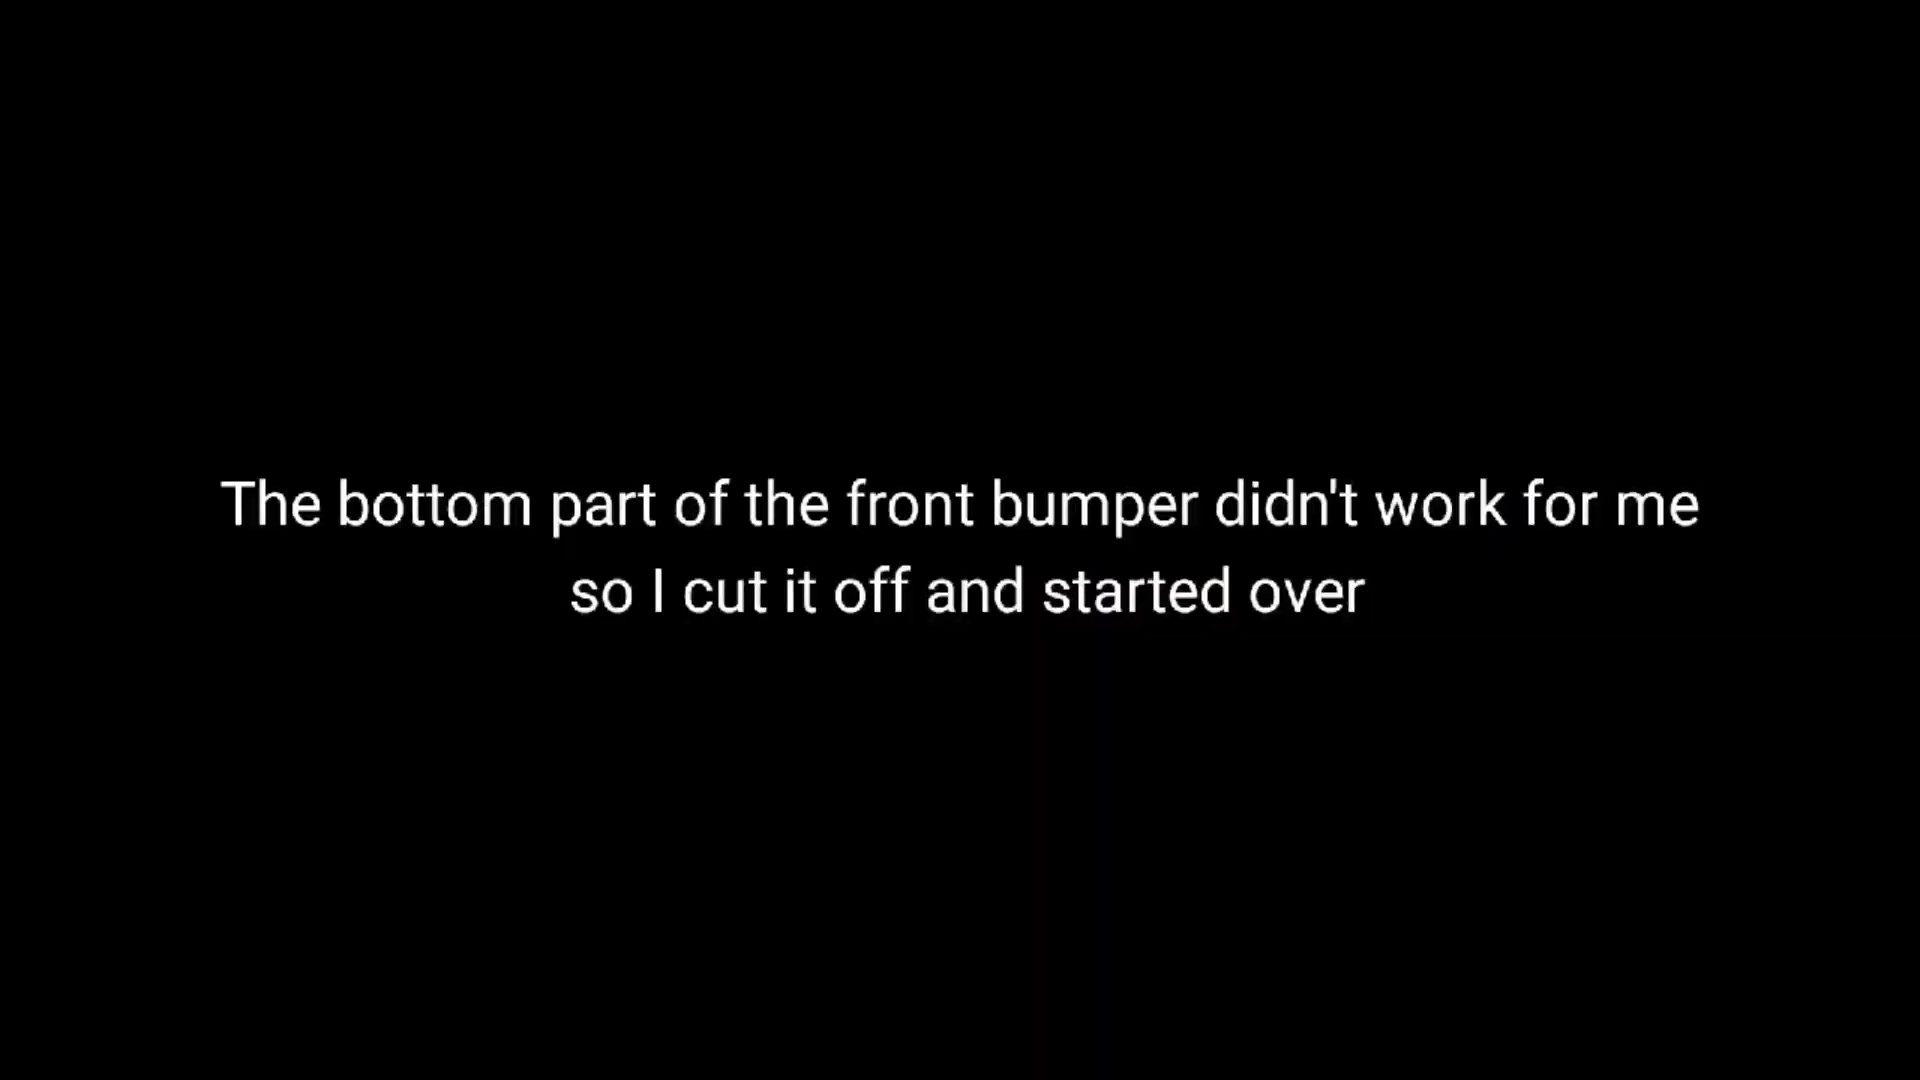 The bottom part of the front bumper didn't work for me
so I cut it off and started over